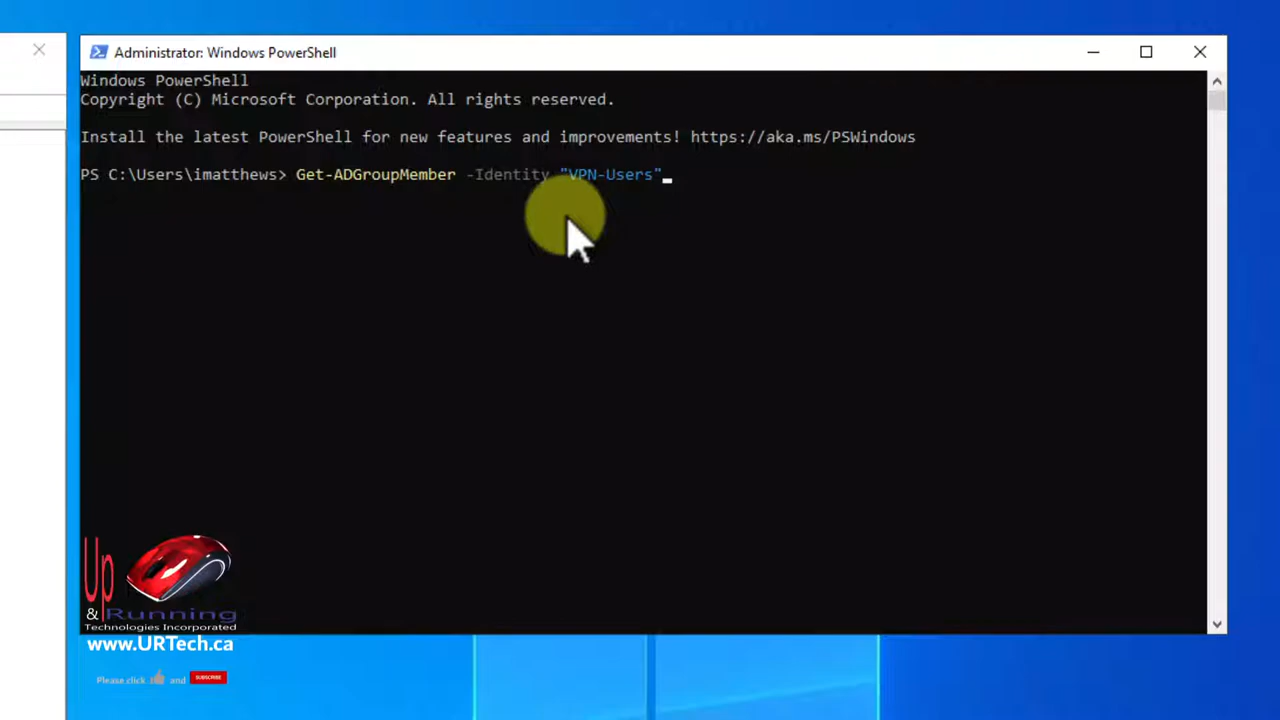 Administrator: Windows PowerShell
Windows PowerShell
Copyright (C) Microsoft Corporation. All rights reserved.
Install the latest PowerShell for new features and improvements! https://aka.ms/PSWindows
PS C:\Users\imatthews> Get-ADGroupMember -Identity "VPN-Users"
Up
& Running
Technologies Incorporated
www.URTech.ca
Please click and SUBSCRIBE